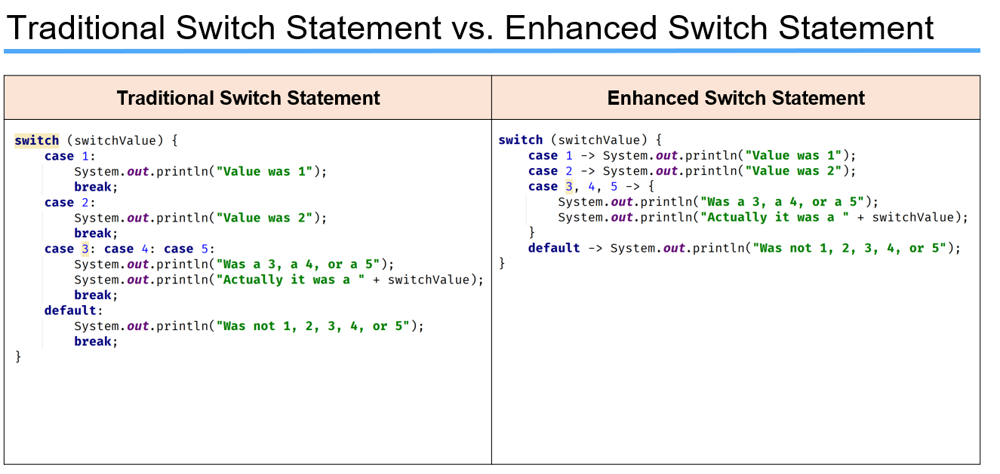 Traditional Switch Statement vs. Enhanced Switch Statement
Traditional Switch Statement
switch (switchValue) {
    case 1:
        System.out.println("Value was 1");
        break;
    case 2:
        System.out.println("Value was 2");
        break;
    case 3: case 4: case 5:
        System.out.println("Was a 3, a 4, or a 5");
        System.out.println("Actually it was a " + switchValue);
        break;
    default:
        System.out.println("Was not 1, 2, 3, 4, or 5");
        break;
}
Enhanced Switch Statement
switch (switchValue) {
    case 1 -> System.out.println("Value was 1");
    case 2 -> System.out.println("Value was 2");
    case 3, 4, 5 -> {
        System.out.println("Was a 3, a 4, or a 5");
        System.out.println("Actually it was a " + switchValue);
    }
    default -> System.out.println("Was not 1, 2, 3, 4, or 5");
}